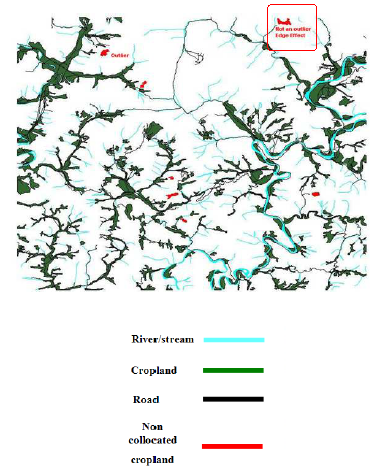 Not an outlier
Edge Effect
Outlier
River/stream
Cropland
Road
Non
collocated
cropland